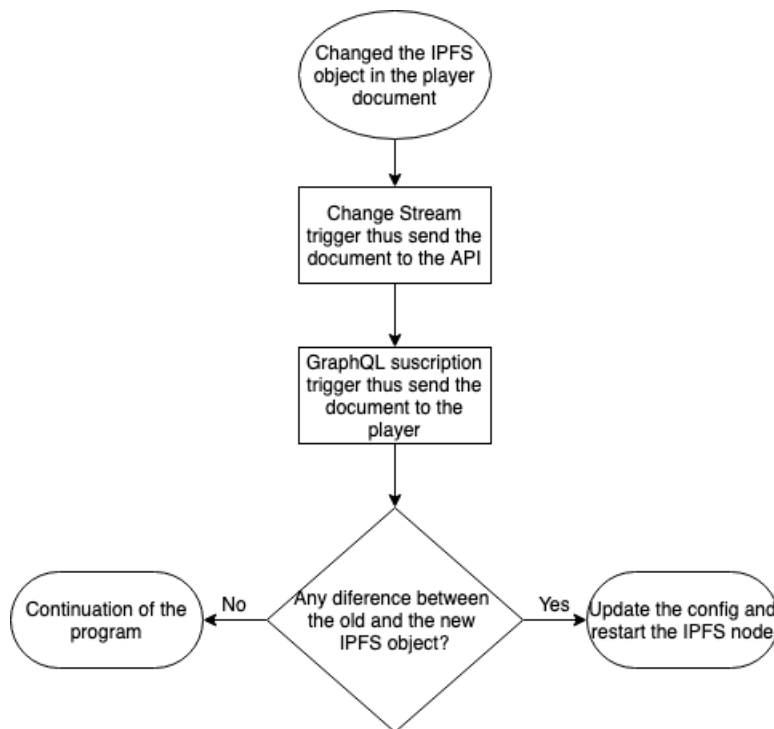 Changed the IPFS
object in the player
document
Change Stream
trigger thus send the
document to the API
GraphQL suscription
trigger thus send the
document to the
player
Any diference between
the old and the new
IPFS object?
No
Yes
Continuation of the
program
Update the config and
restart the IPFS node